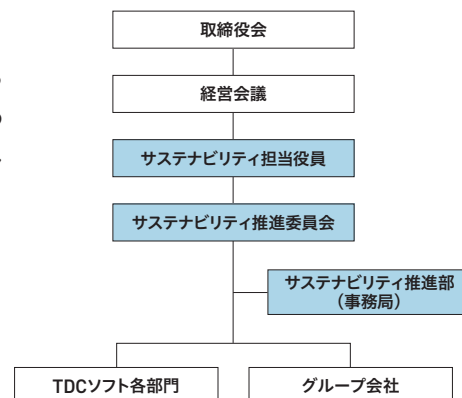 取締役会
経営会議
サステナビリティ担当役員
サステナビリティ推進委員会
サステナビリティ推進部
（事務局）
TDCソフト各部門
グループ会社